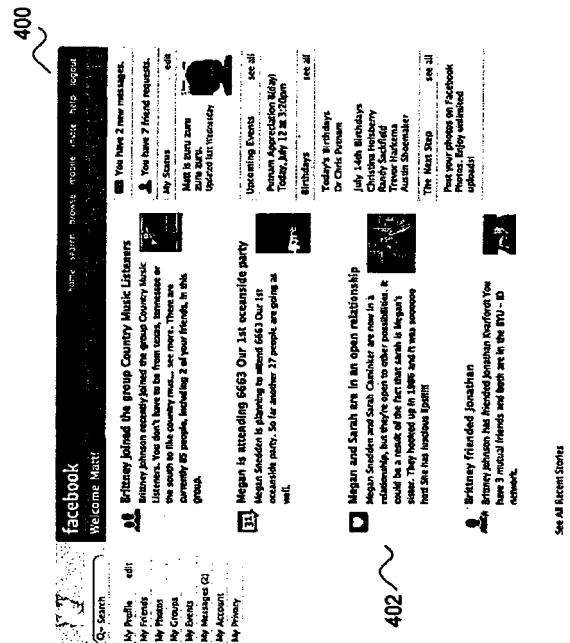 400
facebook
home search browse mobile invite help logout
Welcome Matt!
Search
My Profile edit
My Friends
My Photos
My Groups
My Events
My Messages (2)
My Account
My Privacy
402
Brittney joined the group Country Music Listeners
Brittney Johnson recently joined the group Country Music
Listeners. You don't have to be from texas, tennessee or
the south to like country mus... see more. There are
currently 85 people, including 2 of your friends, in this
group.
31
Megan is attending 6663 Our 1st oceanside party
Megan Snedden is planning to attend 6663 Our 1st
oceanside party. So far another 27 people are going as
well.
Megan and Sarah are in an open relationship
Megan Snedden and Sarah Caminker are now in a
relationship, but they're open to other possibilities. It
could be a result of the fact that sarah is Megan's
sister. They hooked up in 1986 and it was soooooo
hot! She has luscious lips!!!!
Brittney friended Jonathan
Brittney Johnson has friended Jonathan You
have 3 mutual friends and both are in the BYU - ID
network.
See All Recent Stories
You have 2 new messages.
You have 7 friend requests.
My Status edit
Matt is zuru zuru
zuru zuru.
Updated last Wednesday
Upcoming Events see all
Putnam Appreciation &(day)
Today, July 12 at 3:20pm
Birthdays see all
Today's Birthdays
Dr Chris Putnam
July 14th Birthdays
Christina Holsberry
Randy Sackfield
Trevor Harkema
Austin Shoemaker
The Next Step see all
Post your photos on Facebook
Photos. Enjoy unlimited
uploads!